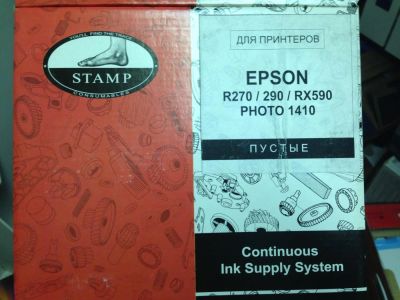 YOU'LL FIND THE TRACE
STAMP
CONSUMABLES
ДЛЯ ПРИНТЕРОВ
EPSON
R270 / 290 / RX590
PHOTO 1410
ПУСТЫЕ
Continuous
Ink Supply System